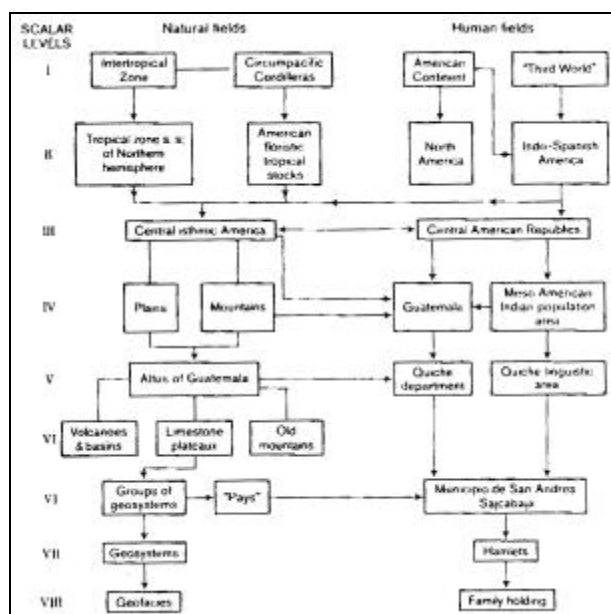 SCALAR
LEVELS
Natural fields
Human fields
I
Intertropical
Zone
Circumpacific
Cordilleras
American
Continent
"Third World"
II
Tropical zone s. s;
of Northern
hemisphere
American
floristic
tropical
stocks
North
America
Indo-Spanish
America
III
Central isthmic America
Central American Republics
IV
Plains
Mountains
Guatemala
Meso American
Indian population
area
V
Altus of Guatemala
Quiche
department
Quiche linguistic
area
VI
Volcanoes
& basins
Limestone
plateaux
Old
mountains
VI
Groups of
geosystems
"Pays"
Municipio de San Andres
Sajcabaja
VII
Geosystems
Hamlets
VIII
Geofacies
Family holding